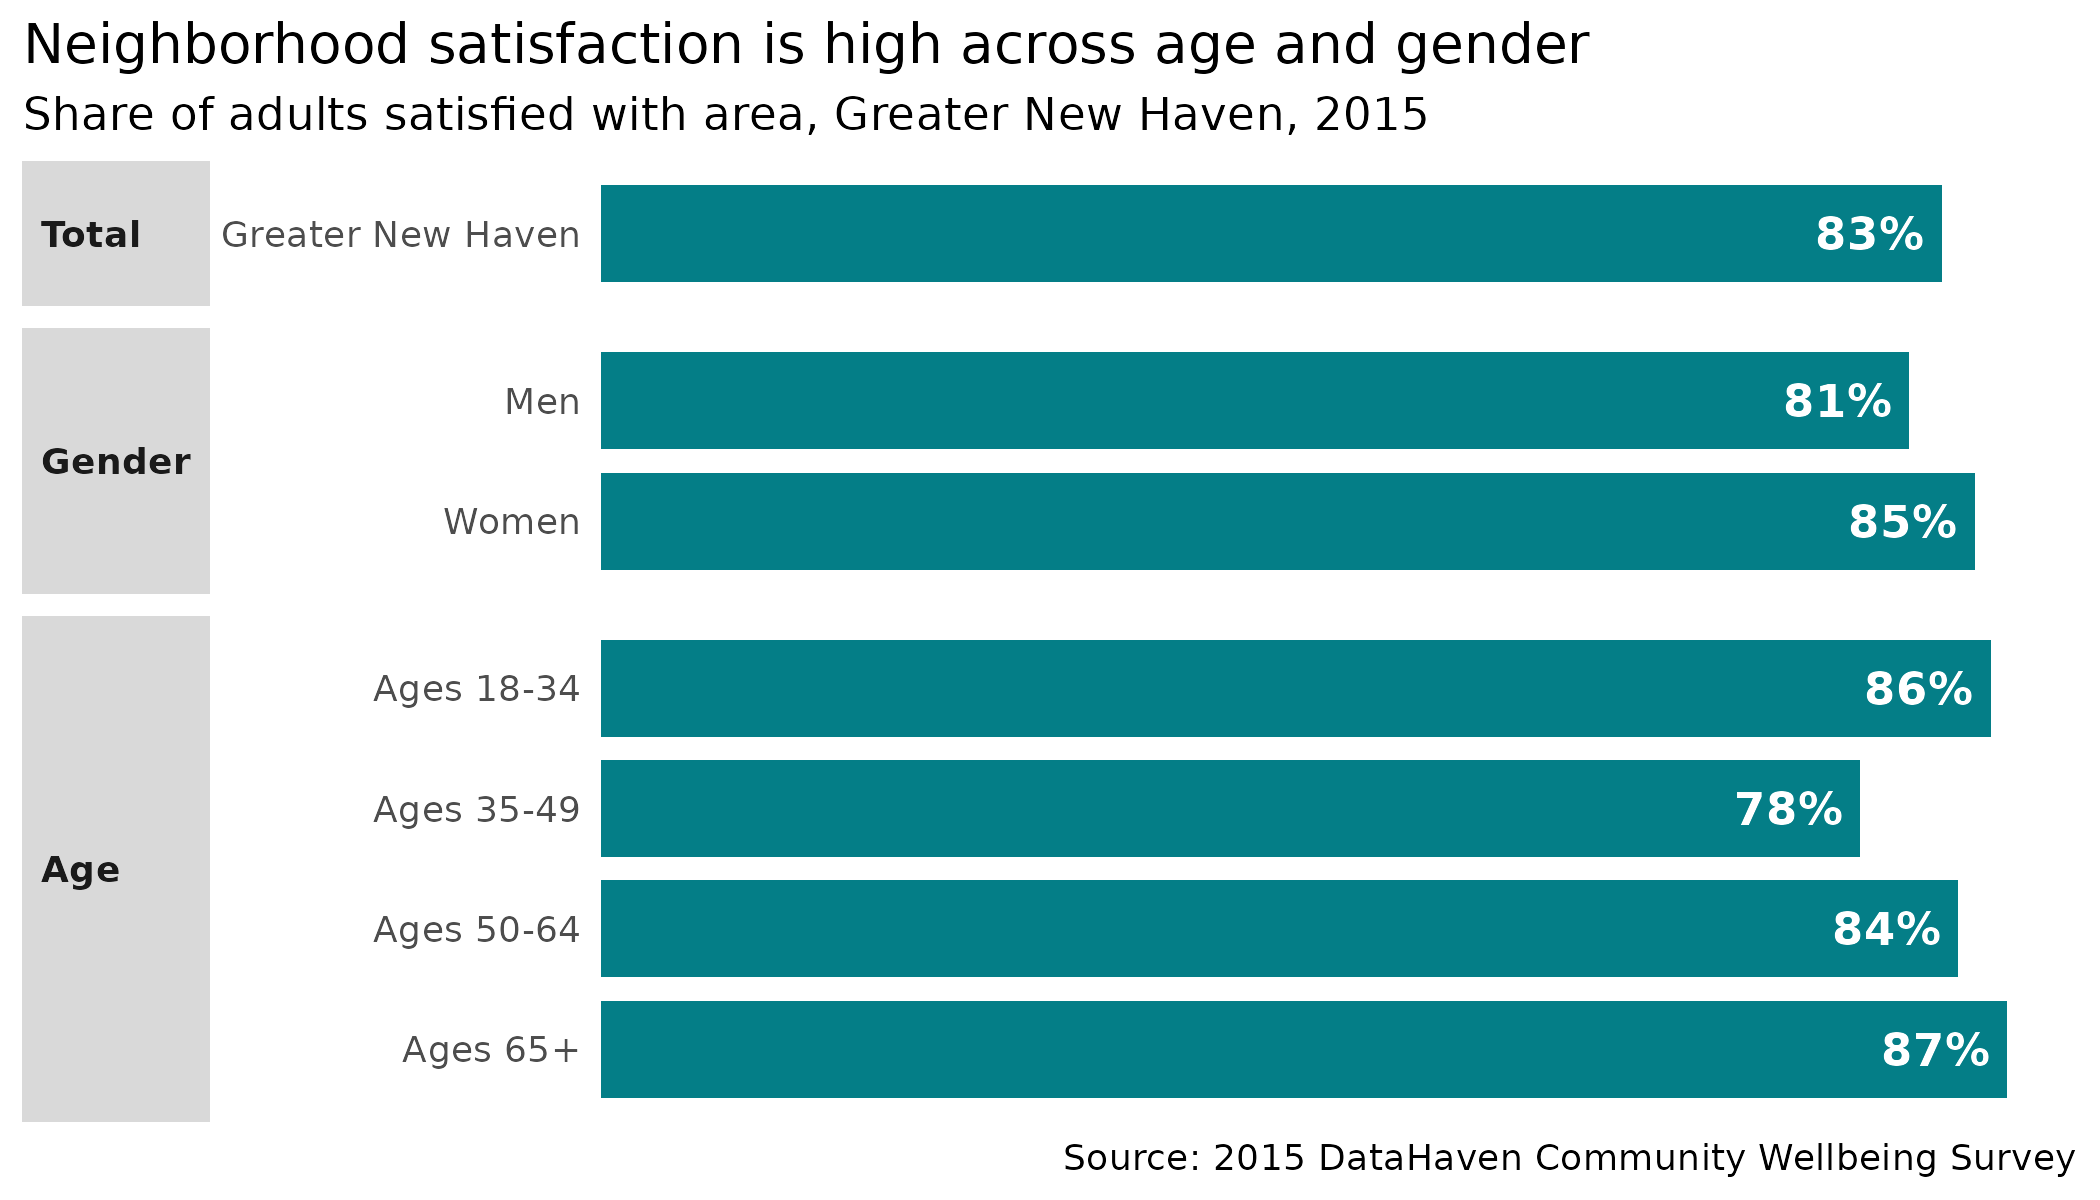 Neighborhood satisfaction is high across age and gender
Share of adults satisfied with area, Greater New Haven, 2015
Total
Greater New Haven
83%
Gender
Men
81%
Women
85%
Age
Ages 18-34
86%
Ages 35-49
78%
Ages 50-64
84%
Ages 65+
87%
Source: 2015 DataHaven Community Wellbeing Survey